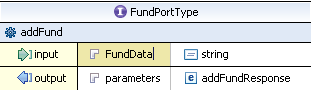 FundPortType
addFund
input FundData string
output parameters addFundResponse